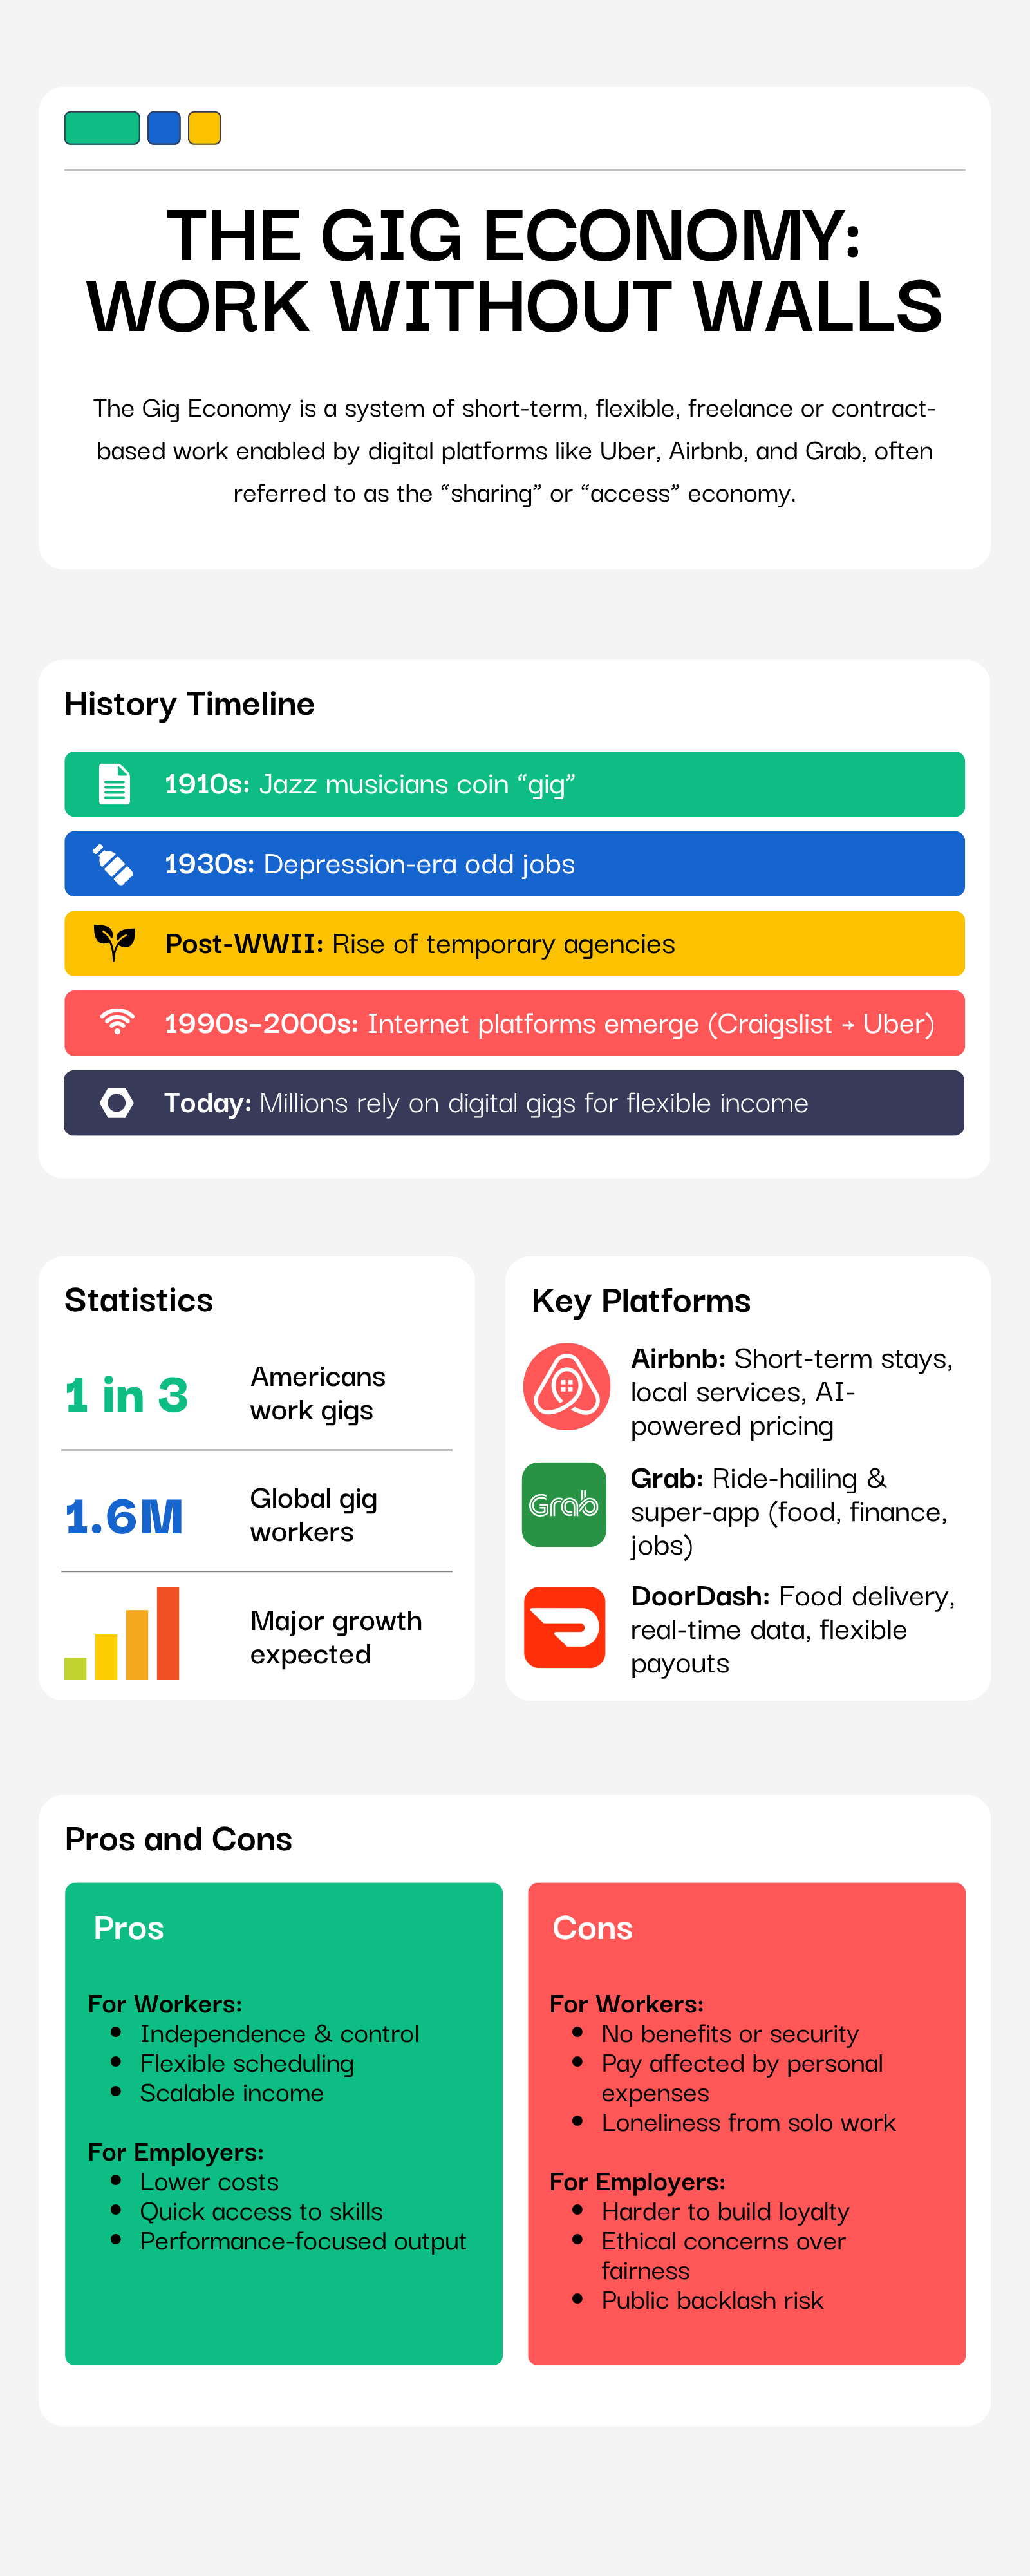 THE GIG ECONOMY:
WORK WITHOUT WALLS
The Gig Economy is a system of short-term, flexible, freelance or contract-
based work enabled by digital platforms like Uber, Airbnb, and Grab, often
referred to as the “sharing” or “access” economy.
History Timeline
1910s: Jazz musicians coin “gig”
1930s: Depression-era odd jobs
Post-WWII: Rise of temporary agencies
1990s–2000s: Internet platforms emerge (Craigslist → Uber)
Today: Millions rely on digital gigs for flexible income
Statistics
1 in 3
Americans
work gigs
1.6M
Global gig
workers
Major growth
expected
Key Platforms
Airbnb: Short-term stays,
local services, AI-
powered pricing
Grab
Grab: Ride-hailing &
super-app (food, finance,
jobs)
DoorDash: Food delivery,
real-time data, flexible
payouts
Pros and Cons
Pros
For Workers:
• Independence & control
• Flexible scheduling
• Scalable income
For Employers:
• Lower costs
• Quick access to skills
• Performance-focused output
Cons
For Workers:
• No benefits or security
• Pay affected by personal
expenses
• Loneliness from solo work
For Employers:
• Harder to build loyalty
• Ethical concerns over
fairness
• Public backlash risk